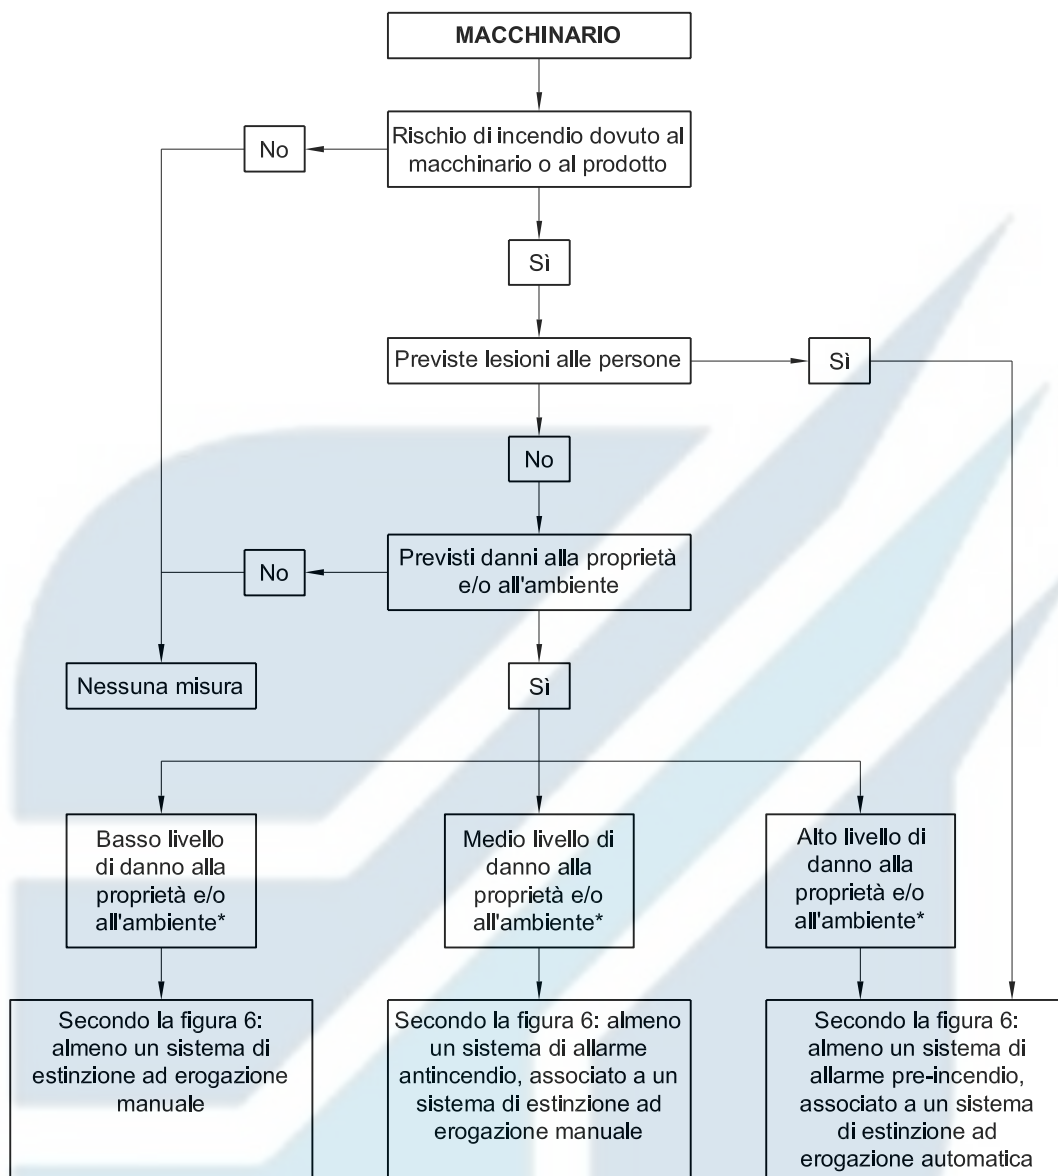 MACCHINARIO
Rischio di incendio dovuto al
macchinario o al prodotto
No
Sì
Previste lesioni alle persone
Sì
No
Previsti danni alla proprietà
e/o all'ambiente
No
Nessuna misura
Sì
Basso livello
di danno alla
proprietà e/o
all'ambiente*
Medio livello di
danno alla
proprietà e/o
all'ambiente*
Alto livello di
danno alla
proprietà e/o
all'ambiente*
Secondo la figura 6:
almeno un sistema di
estinzione ad erogazione
manuale
Secondo la figura 6: almeno
un sistema di allarme
antincendio, associato a un
sistema di estinzione ad
erogazione manuale
Secondo la figura 6:
almeno un sistema di
allarme pre-incendio,
associato a un sistema
di estinzione ad
erogazione automatica